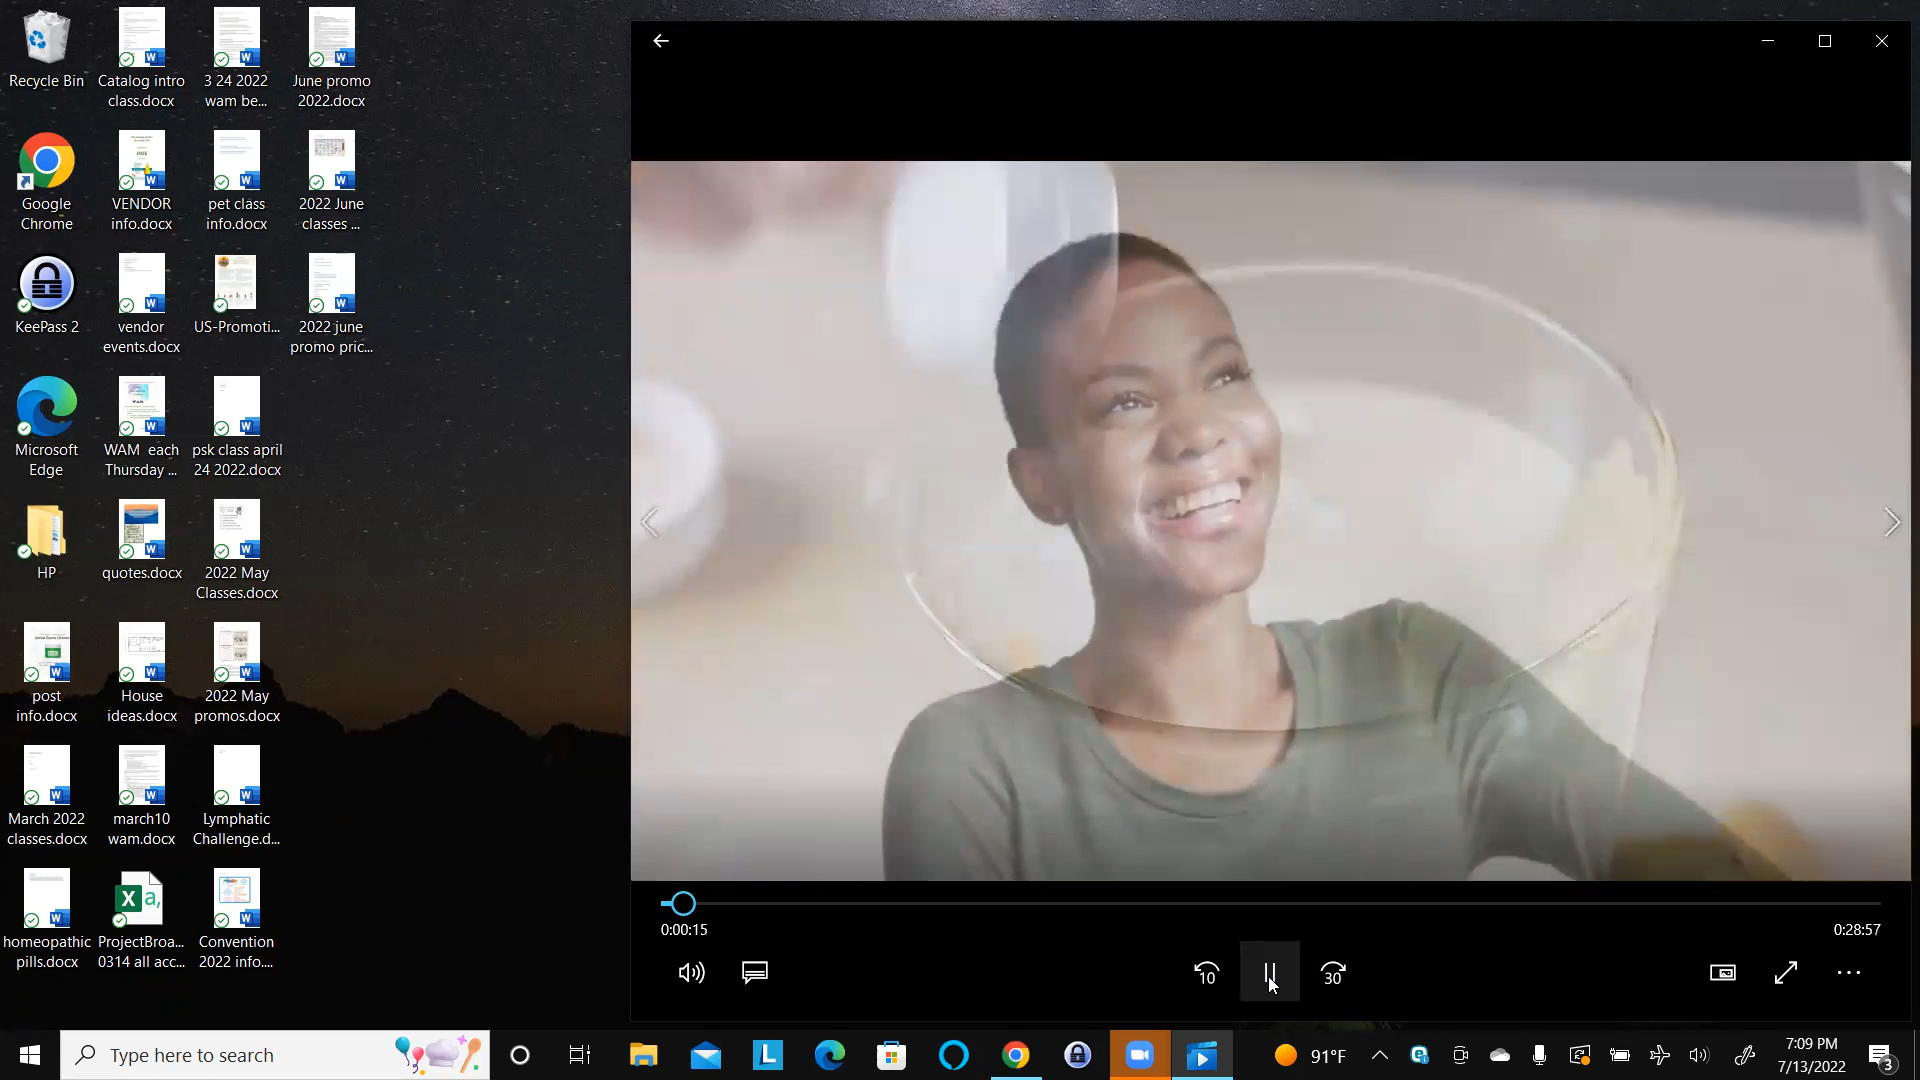 Recycle Bin
Catalog intro
class.docx
3 24 2022
wam be...
June promo
2022.docx
Google
Chrome
VENDOR
info.docx
pet class
info.docx
2022 June
classes ...
KeePass 2
vendor
events.docx
US-Promoti...
2022 june
promo pric...
Microsoft
Edge
WAM each
Thursday ...
psk class april
24 2022.docx
HP
quotes.docx
2022 May
Classes.docx
post
info.docx
House
ideas.docx
2022 May
promos.docx
March 2022
classes.docx
march10
wam.docx
Lymphatic
Challenge.d...
homeopathic
pills.docx
ProjectBroa...
0314 all acc...
Convention
2022 info....
0:00:15
0:28:57
10
30
Type here to search
91°F
7:09 PM
7/13/2022
3